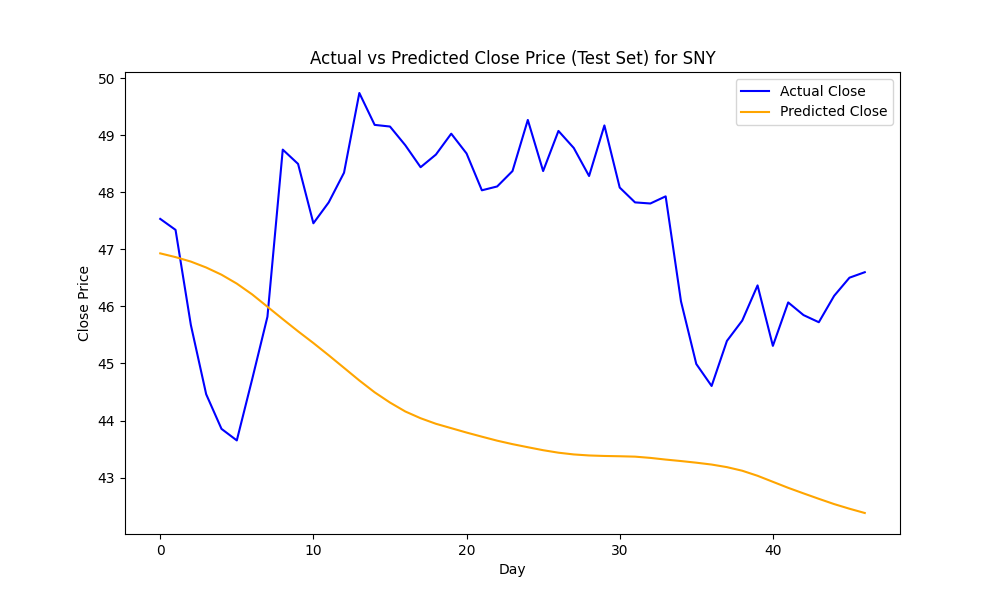 Actual vs Predicted Close Price (Test Set) for SNY
Actual Close
Predicted Close
Close Price
50
49
48
47
46
45
44
43
0 10 20 30 40
Day